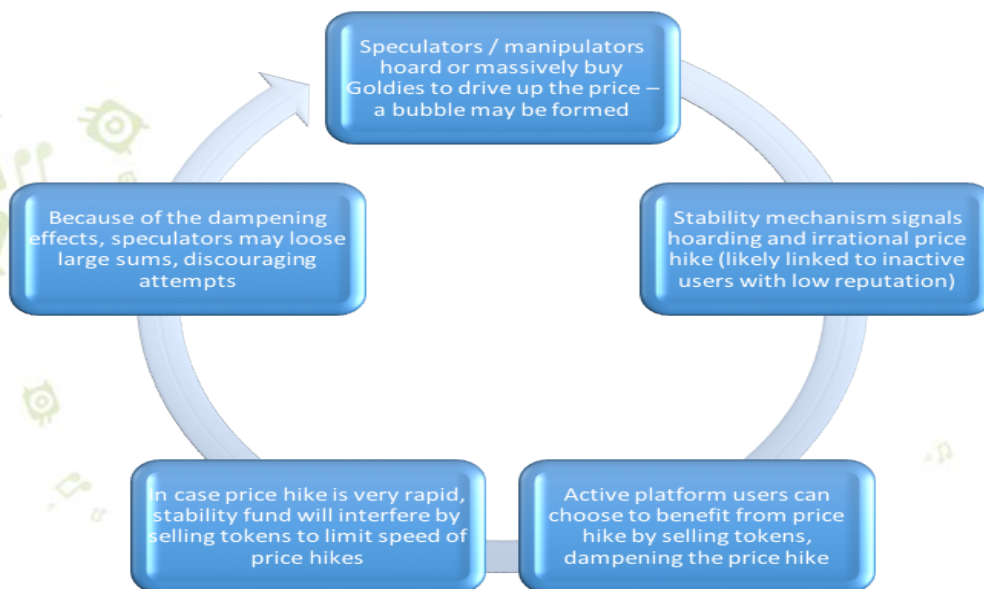 Speculators / manipulators
hoard or massively buy
Goldies to drive up the price –
a bubble may be formed
Stability mechanism signals
hoarding and irrational price
hike (likely linked to inactive
users with low reputation)
Active platform users can
choose to benefit from price
hike by selling tokens,
dampening the price hike
In case price hike is very rapid,
stability fund will interfere by
selling tokens to limit speed of
price hikes
Because of the dampening
effects, speculators may loose
large sums, discouraging
attempts